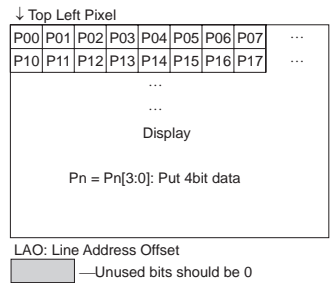 ↓ Top Left Pixel
P00 P01 P02 P03 P04 P05 P06 P07 ...
P10 P11 P12 P13 P14 P15 P16 P17 ...
...
...
Display
Pn = Pn[3:0]: Put 4bit data
LAO: Line Address Offset
—Unused bits should be 0